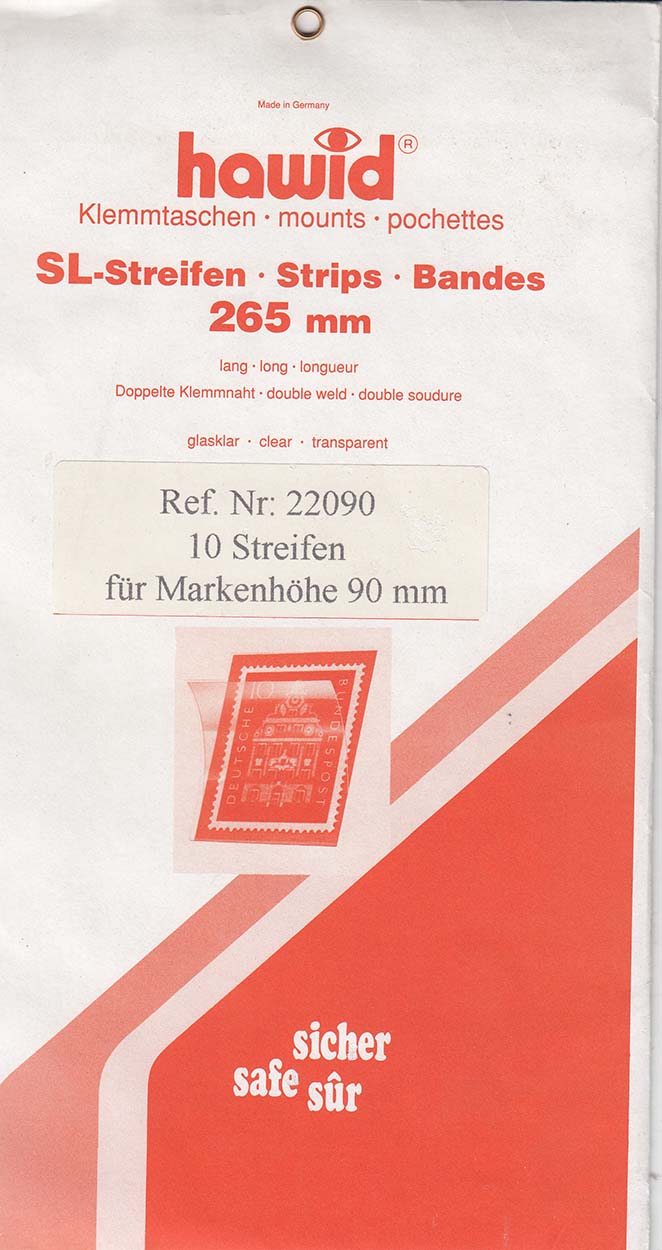 Made in Germany
hawid®
Klemmtaschen · mounts · pochettes
SL-Streifen · Strips · Bandes
265 mm
lang · long · longueur
Doppelte Klemmnaht · double weld · double soudure
glasklar · clear · transparent
Ref. Nr: 22090
10 Streifen
für Markenhöhe 90 mm
10
DEUTSCHE
BUNDESPOST
sicher
safe sûr